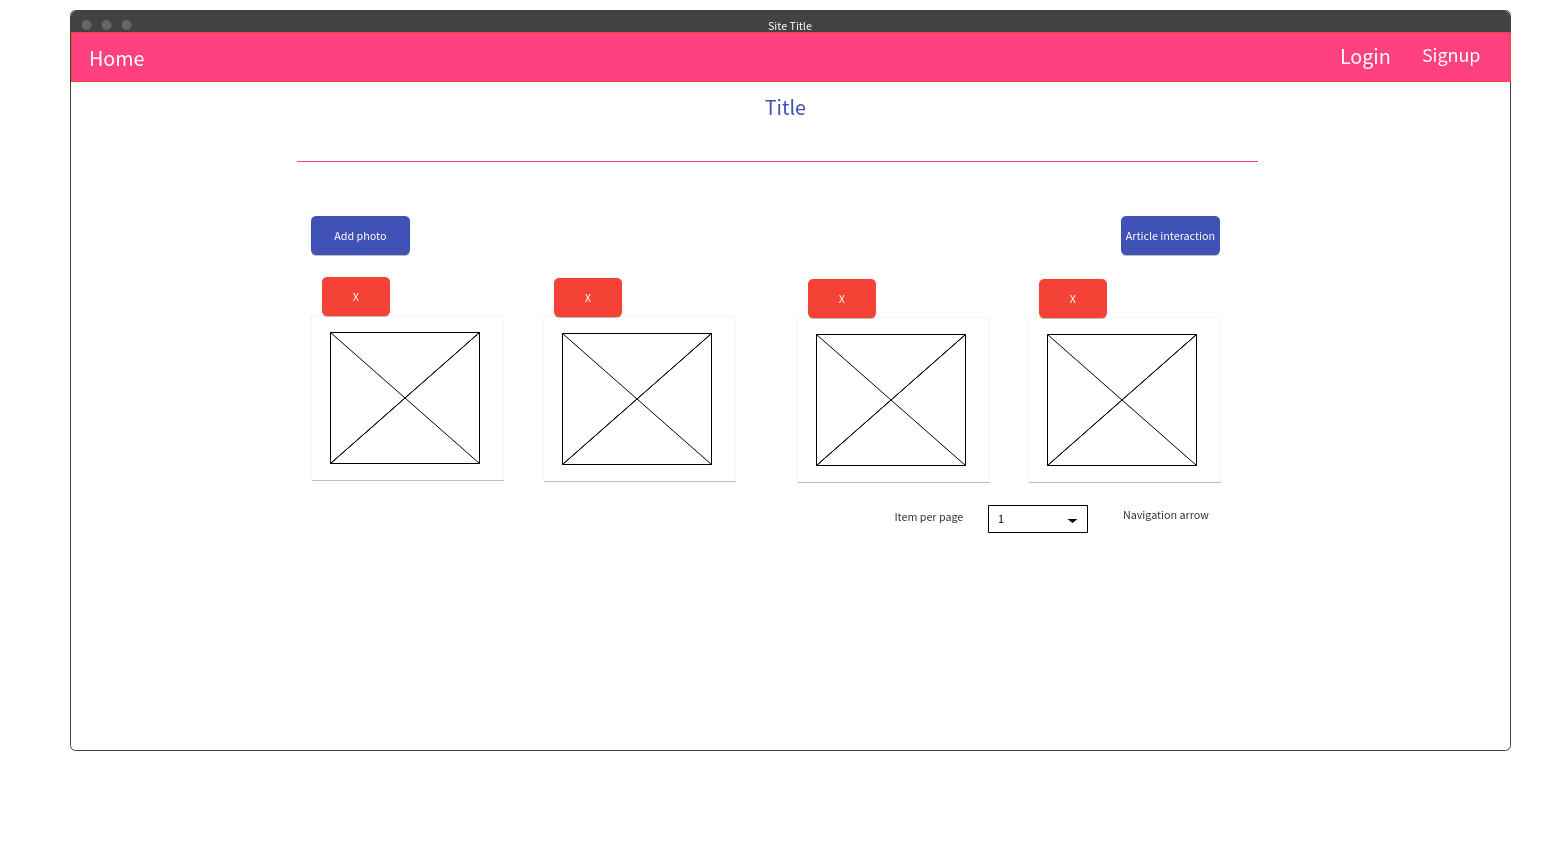 Site Title
Home
Login
Signup
Title
Add photo
Article interaction
X
X
X
X
Item per page
1
Navigation arrow